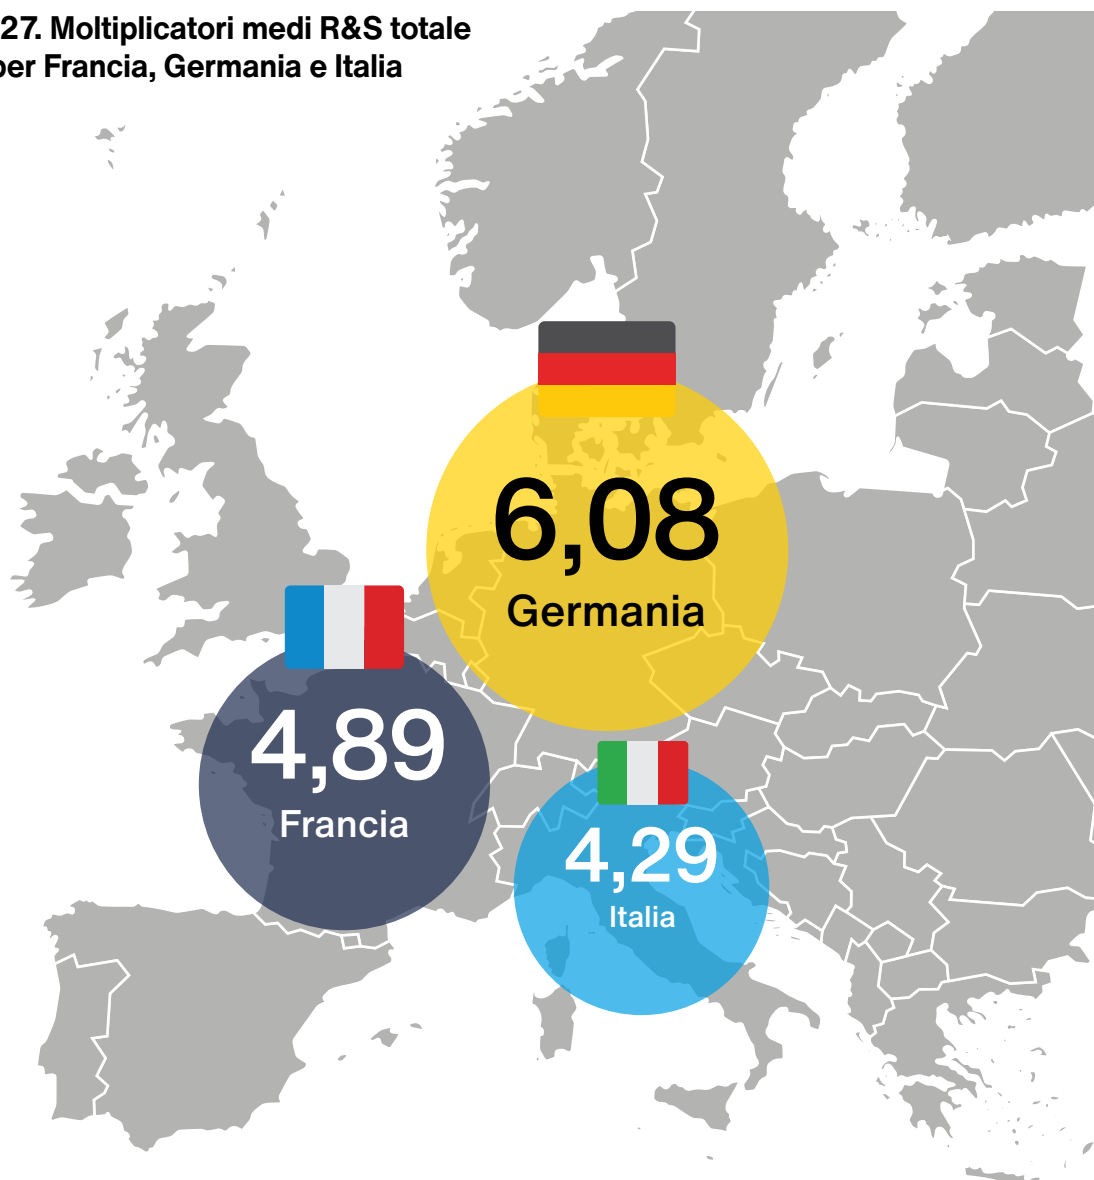 27. Moltiplicatori medi R&S totale
per Francia, Germania e Italia
6,08
Germania
4,89
Francia
4,29
Italia